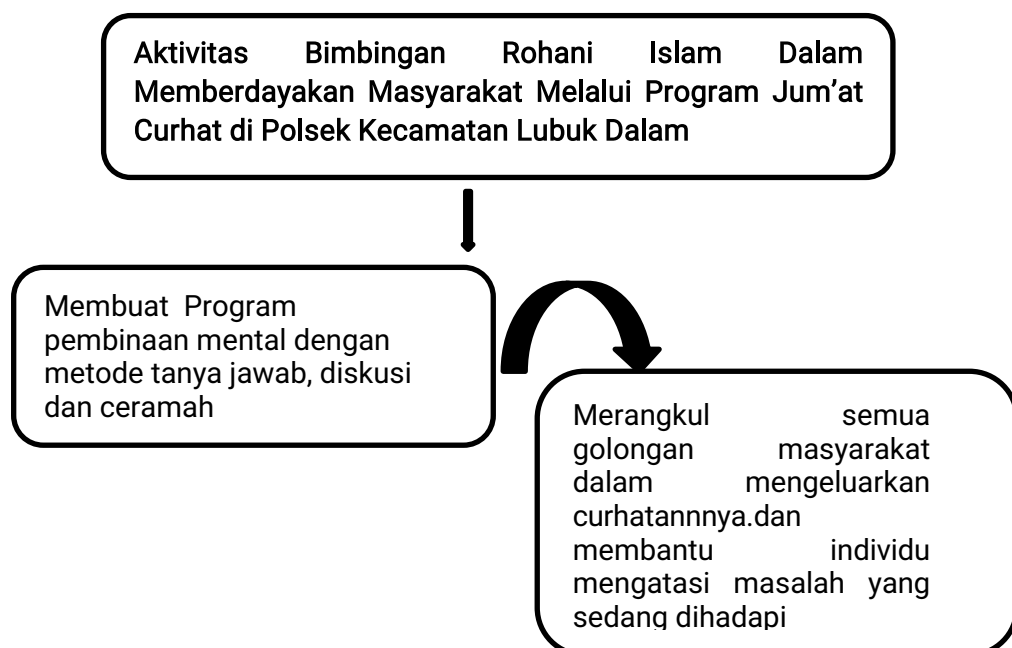 Aktivitas Bimbingan Rohani Islam Dalam
Memberdayakan Masyarakat Melalui Program Jum’at
Curhat di Polsek Kecamatan Lubuk Dalam
Membuat Program
pembinaan mental dengan
metode tanya jawab, diskusi
dan ceramah
Merangkul semua
golongan masyarakat
dalam mengeluarkan
curhatannnya.dan
membantu individu
mengatasi masalah yang
sedang dihadapi